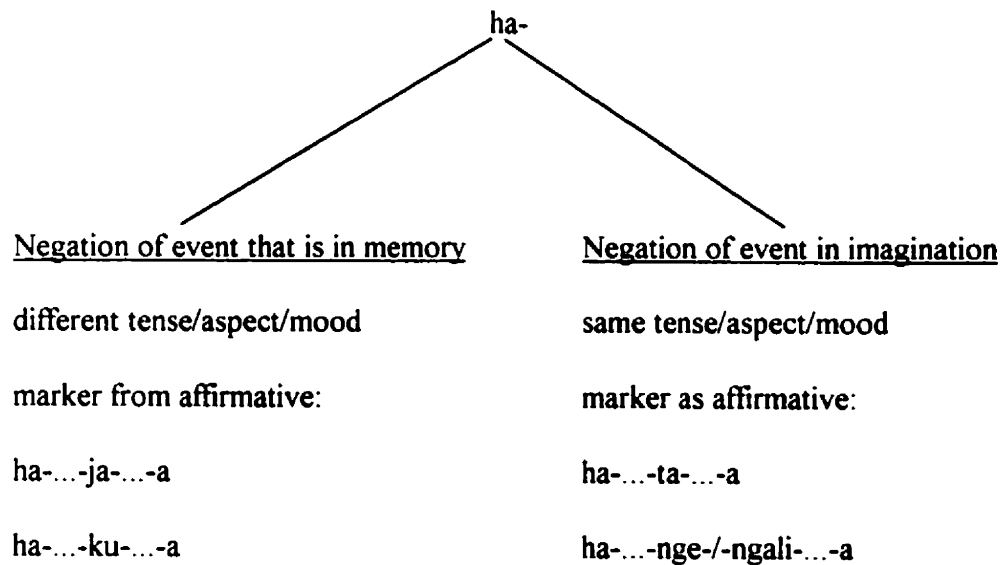 ha-
Negation of event that is in memory
different tense/aspect/mood
marker from affirmative:
ha-...-ja-...-a
ha-...-ku-...-a
Negation of event in imagination
same tense/aspect/mood
marker as affirmative:
ha-...-ta-...-a
ha-...-nge-/-ngali-...-a